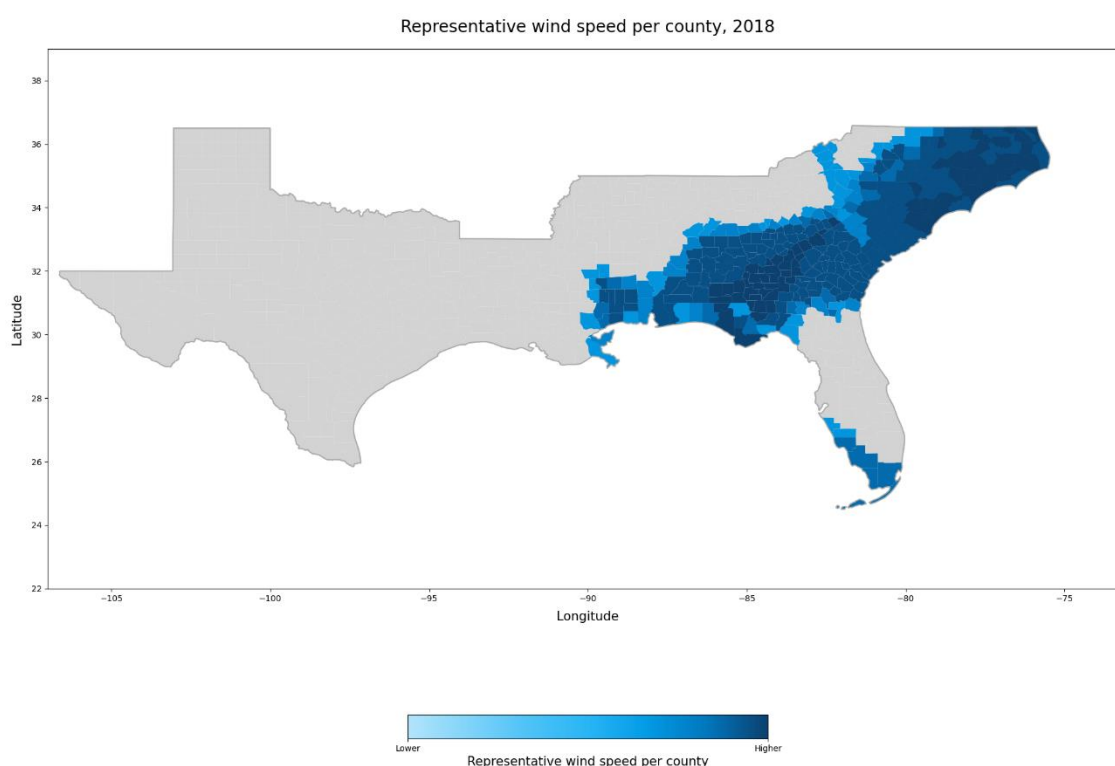 Representative wind speed per county, 2018
38
36
34
32
30
28
26
24
22
Latitude
−105
−100
−95
−90
−85
−80
−75
Longitude
Lower
Higher
Representative wind speed per county